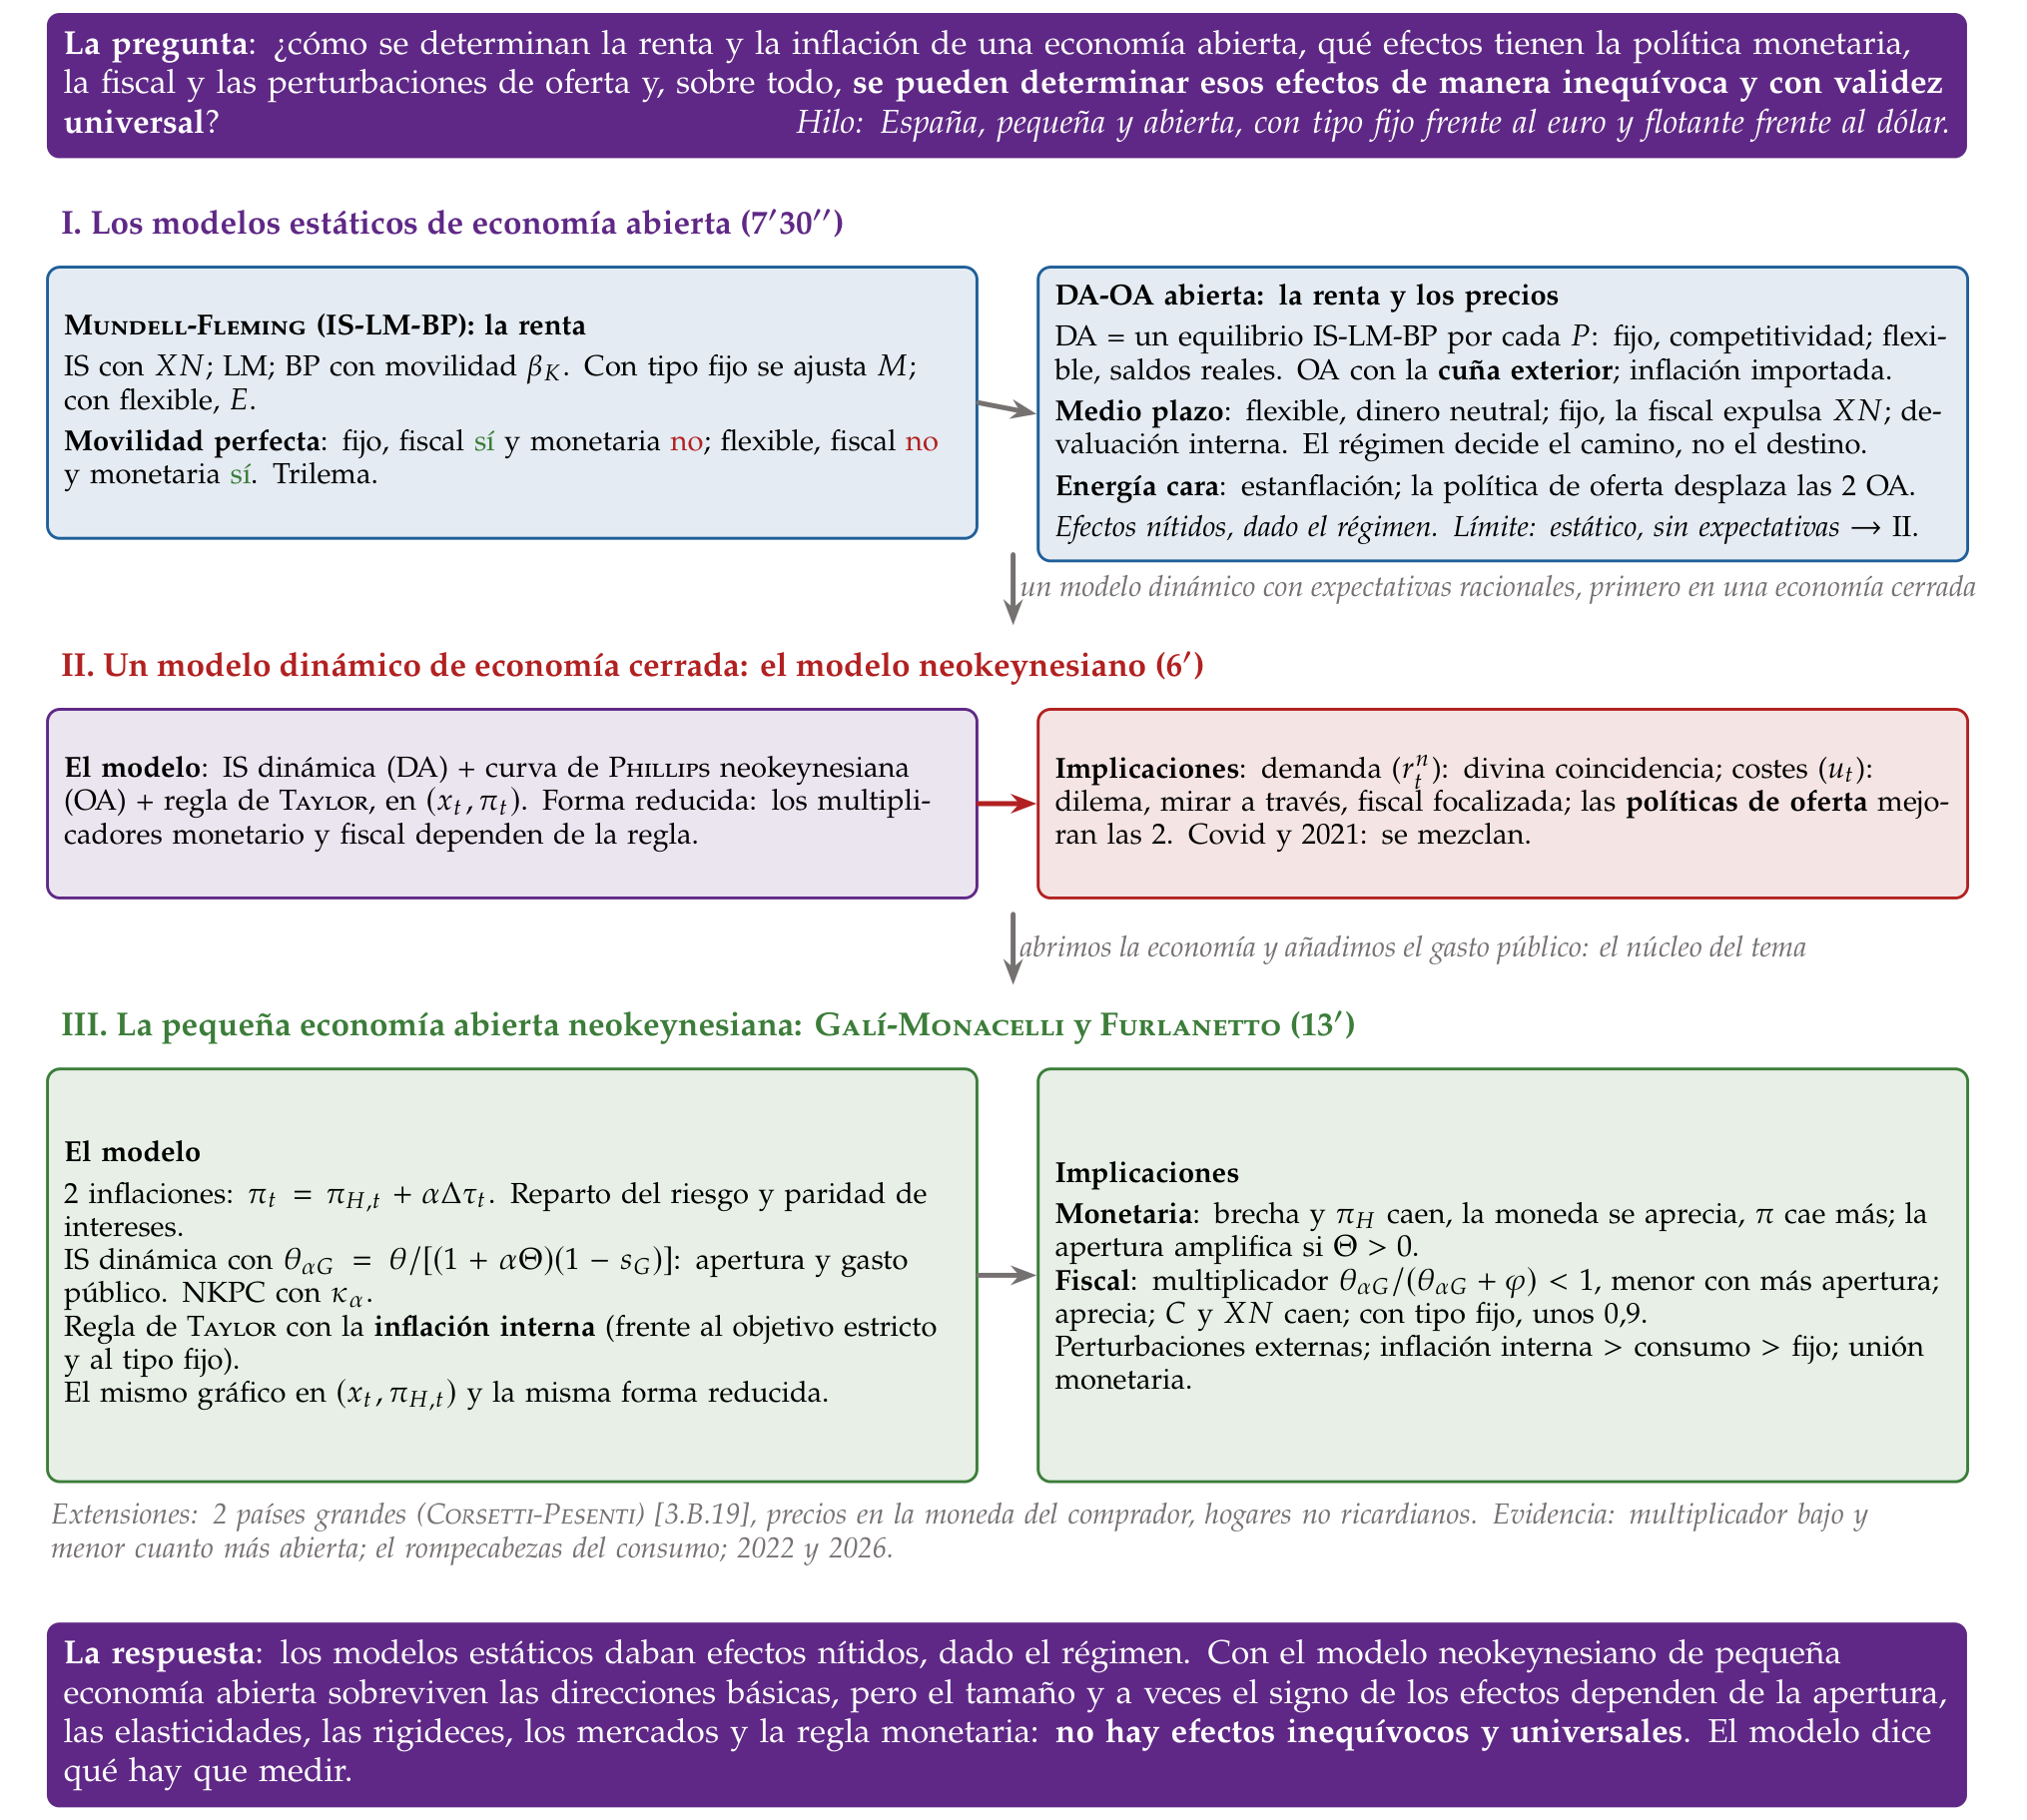 La pregunta: ¿cómo se determinan la renta y la inflación de una economía abierta, qué efectos tienen la política monetaria,
la fiscal y las perturbaciones de oferta y, sobre todo, se pueden determinar esos efectos de manera inequívoca y con validez
universal? Hilo: España, pequeña y abierta, con tipo fijo frente al euro y flotante frente al dólar.
I. Los modelos estáticos de economía abierta (7′30′′)
Mundell-Fleming (IS-LM-BP): la renta
IS con XN; LM; BP con movilidad β_K. Con tipo fijo se ajusta M;
con flexible, E.
Movilidad perfecta: fijo, fiscal sí y monetaria no; flexible, fiscal no
y monetaria sí. Trilema.
DA-OA abierta: la renta y los precios
DA = un equilibrio IS-LM-BP por cada P: fijo, competitividad; flexi-
ble, saldos reales. OA con la cuña exterior; inflación importada.
Medio plazo: flexible, dinero neutral; fijo, la fiscal expulsa XN; de-
valuación interna. El régimen decide el camino, no el destino.
Energía cara: estanflación; la política de oferta desplaza las 2 OA.
Efectos nítidos, dado el régimen. Límite: estático, sin expectativas → II.
un modelo dinámico con expectativas racionales, primero en una economía cerrada
II. Un modelo dinámico de economía cerrada: el modelo neokeynesiano (6′)
El modelo: IS dinámica (DA) + curva de Phillips neokeynesiana
(OA) + regla de Taylor, en (x_t, π_t). Forma reducida: los multipli-
cadores monetario y fiscal dependen de la regla.
Implicaciones: demanda (r_t^n): divina coincidencia; costes (u_t):
dilema, mirar a través, fiscal focalizada; las políticas de oferta mejo-
ran las 2. Covid y 2021: se mezclan.
abrimos la economía y añadimos el gasto público: el núcleo del tema
III. La pequeña economía abierta neokeynesiana: Galí-Monacelli y Furlanetto (13′)
El modelo
2 inflaciones: π_t = π_{H,t} + αΔτ_t. Reparto del riesgo y paridad de
intereses.
IS dinámica con θ_{αG} = θ/[(1 + αΘ)(1 − s_G)]: apertura y gasto
público. NKPC con κ_α.
Regla de Taylor con la inflación interna (frente al objetivo estricto
y al tipo fijo).
El mismo gráfico en (x_t, π_{H,t}) y la misma forma reducida.
Implicaciones
Monetaria: brecha y π_H caen, la moneda se aprecia, π cae más; la
apertura amplifica si Θ > 0.
Fiscal: multiplicador θ_{αG}/(θ_{αG} + φ) < 1, menor con más apertura;
aprecia; C y XN caen; con tipo fijo, unos 0,9.
Perturbaciones externas; inflación interna > consumo > fijo; unión
monetaria.
Extensiones: 2 países grandes (Corsetti-Pesenti) [3.B.19], precios en la moneda del comprador, hogares no ricardianos. Evidencia: multiplicador bajo y
menor cuanto más abierta; el rompecabezas del consumo; 2022 y 2026.
La respuesta: los modelos estáticos daban efectos nítidos, dado el régimen. Con el modelo neokeynesiano de pequeña
economía abierta sobreviven las direcciones básicas, pero el tamaño y a veces el signo de los efectos dependen de la apertura,
las elasticidades, las rigideces, los mercados y la regla monetaria: no hay efectos inequívocos y universales. El modelo dice
qué hay que medir.